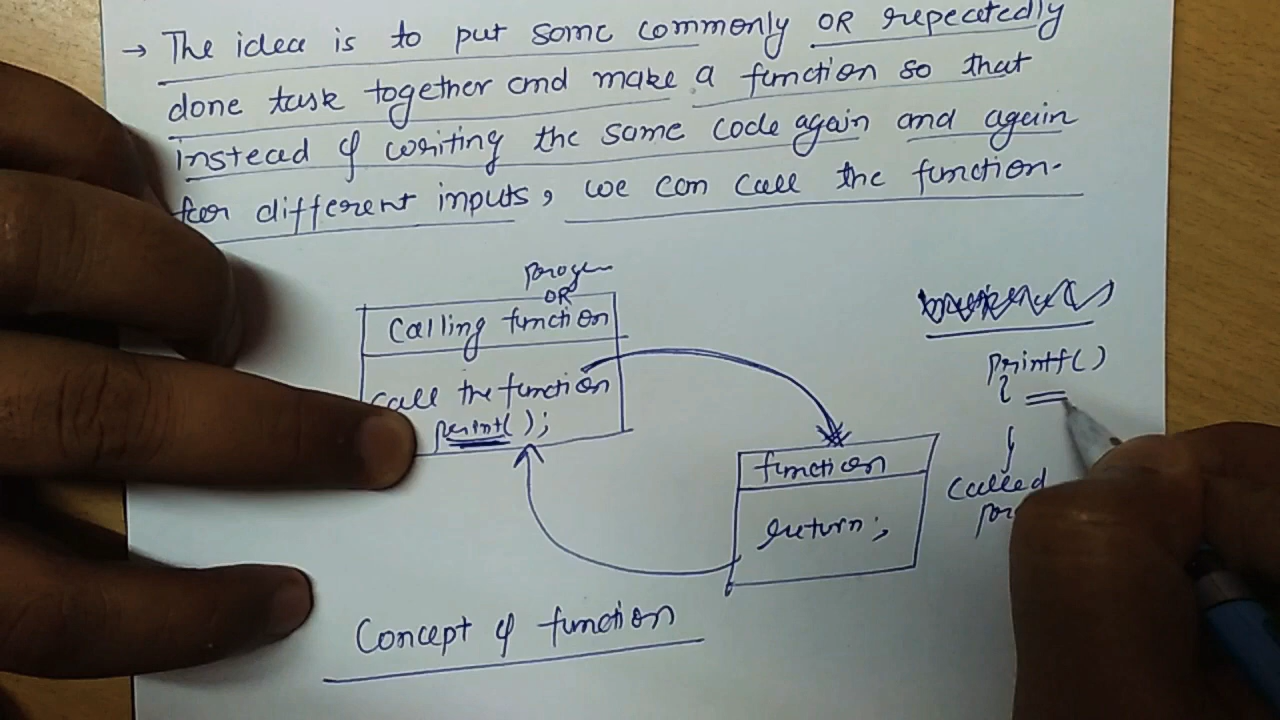 → The idea is to put some commonly OR repeatedly
done task together and make a function so that
instead of writing the same code again and again
for different inputs, we can call the function.
OR
Calling function
call the function
print();
function
return;
printf()
{
called
Concept of function